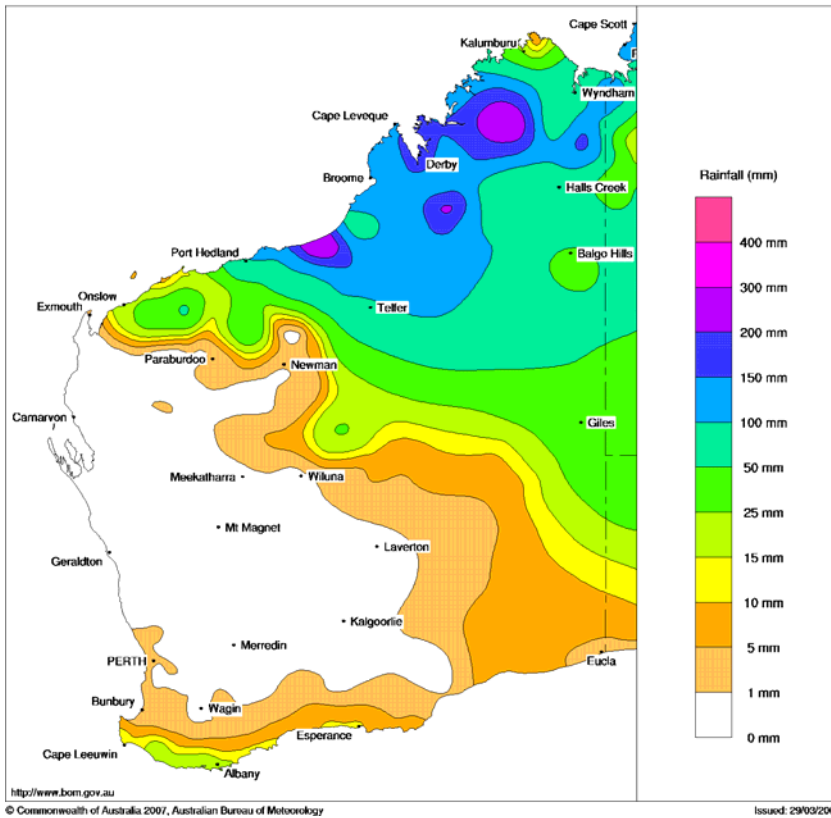 Cape Scott
Kalumburu
Wyndham
Cape Leveque
Derby
Broome
Halls Creek
Port Hedland
Balgo Hills
Onslow
Exmouth
Telfer
Paraburdoo
Newman
Carnarvon
Giles
Meekatharra
Wiluna
Mt Magnet
Laverton
Geraldton
Kalgoorlie
Merredin
PERTH
Eucla
Bunbury
Wagin
Esperance
Cape Leeuwin
Albany
Rainfall (mm)
400 mm
300 mm
200 mm
150 mm
100 mm
50 mm
25 mm
15 mm
10 mm
5 mm
1 mm
0 mm
http://www.bom.gov.au
© Commonwealth of Australia 2007, Australian Bureau of Meteorology
Issued: 29/03/200